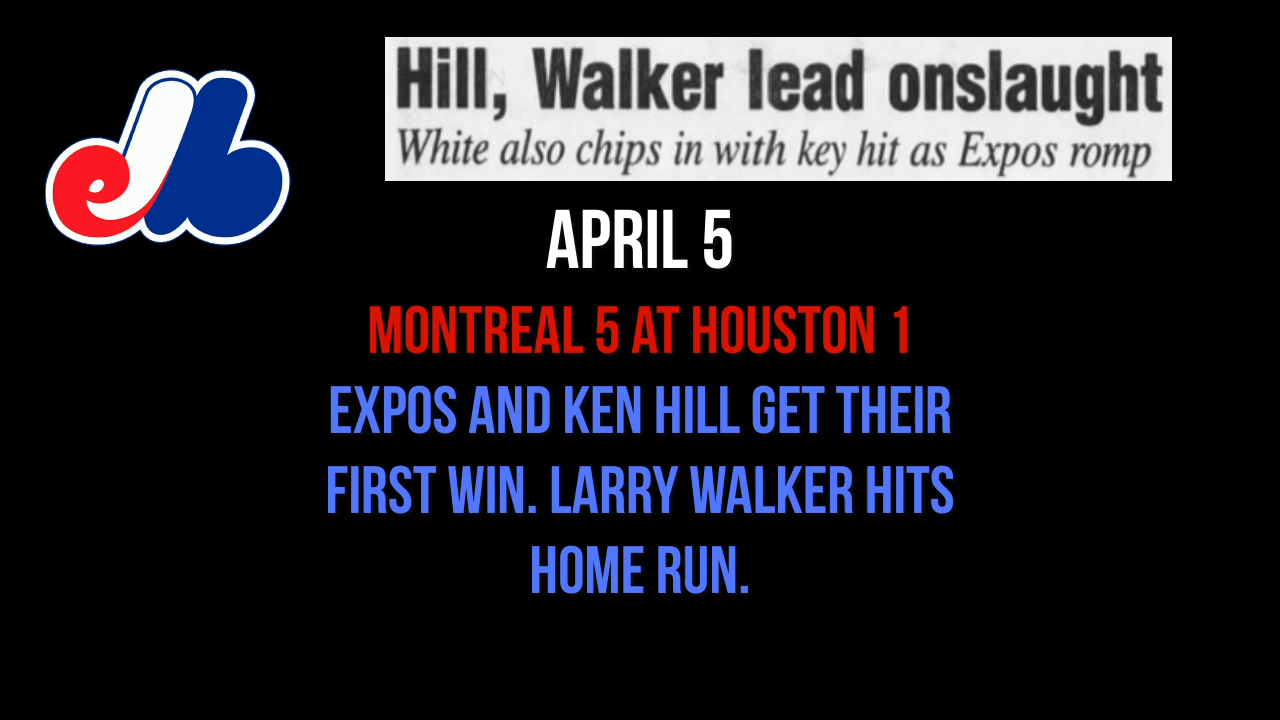 Hill, Walker lead onslaught
White also chips in with key hit as Expos romp
APRIL 5
MONTREAL 5 AT HOUSTON 1
EXPOS AND KEN HILL GET THEIR
FIRST WIN. LARRY WALKER HITS
HOME RUN.